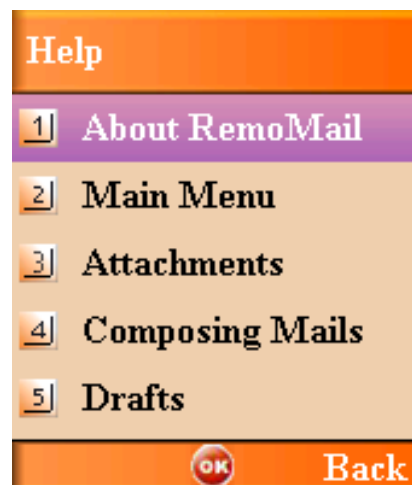 Help
1 About RemoMail
2 Main Menu
3 Attachments
4 Composing Mails
5 Drafts
OK Back